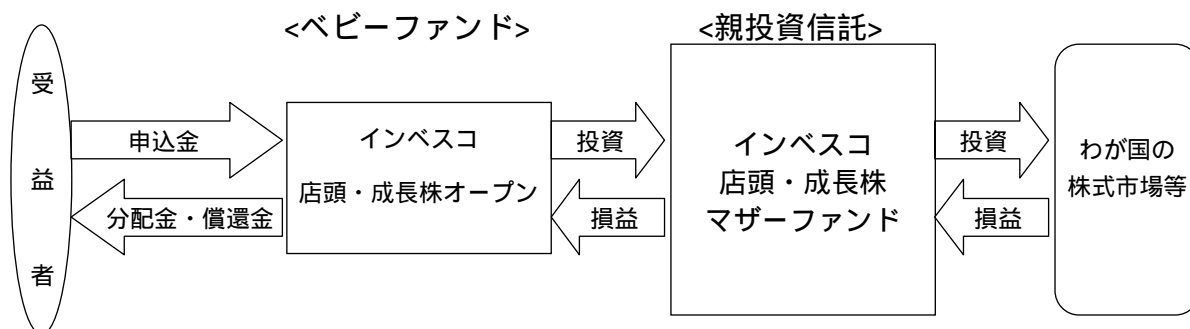 <ベビーファンド>
<親投資信託>
受益者
申込金
分配金・償還金
インベスコ
店頭・成長株オープン
投資
損益
インベスコ
店頭・成長株
マザーファンド
投資
損益
わが国の
株式市場等